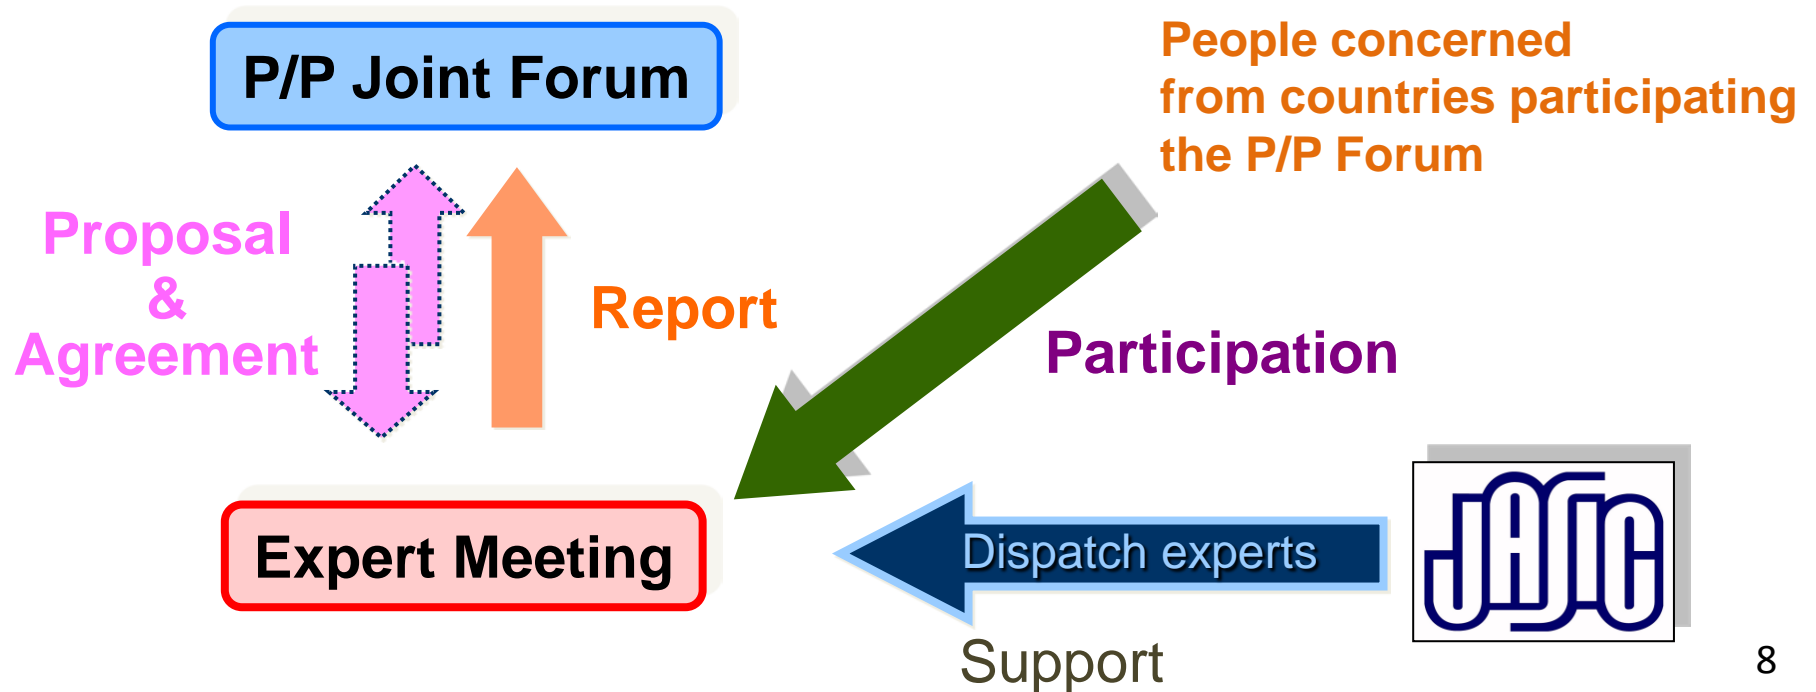 P/P Joint Forum
People concerned
from countries participating
the P/P Forum
Proposal
&
Agreement
Report
Participation
Expert Meeting
Dispatch experts
JASIC
Support
8